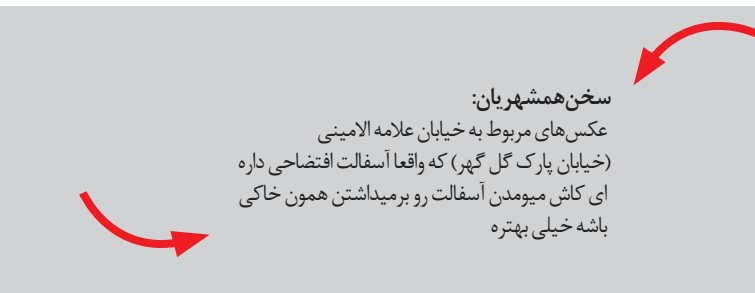 سخن‌همشهریان:
عکس‌های مربوط به خیابان علامه الامینی
(خیابان پارک گل گهر) که واقعا آسفالت افتضاحی داره
ای کاش میومدن آسفالت رو برمیداشتن همون خاکی
باشه خیلی بهتره